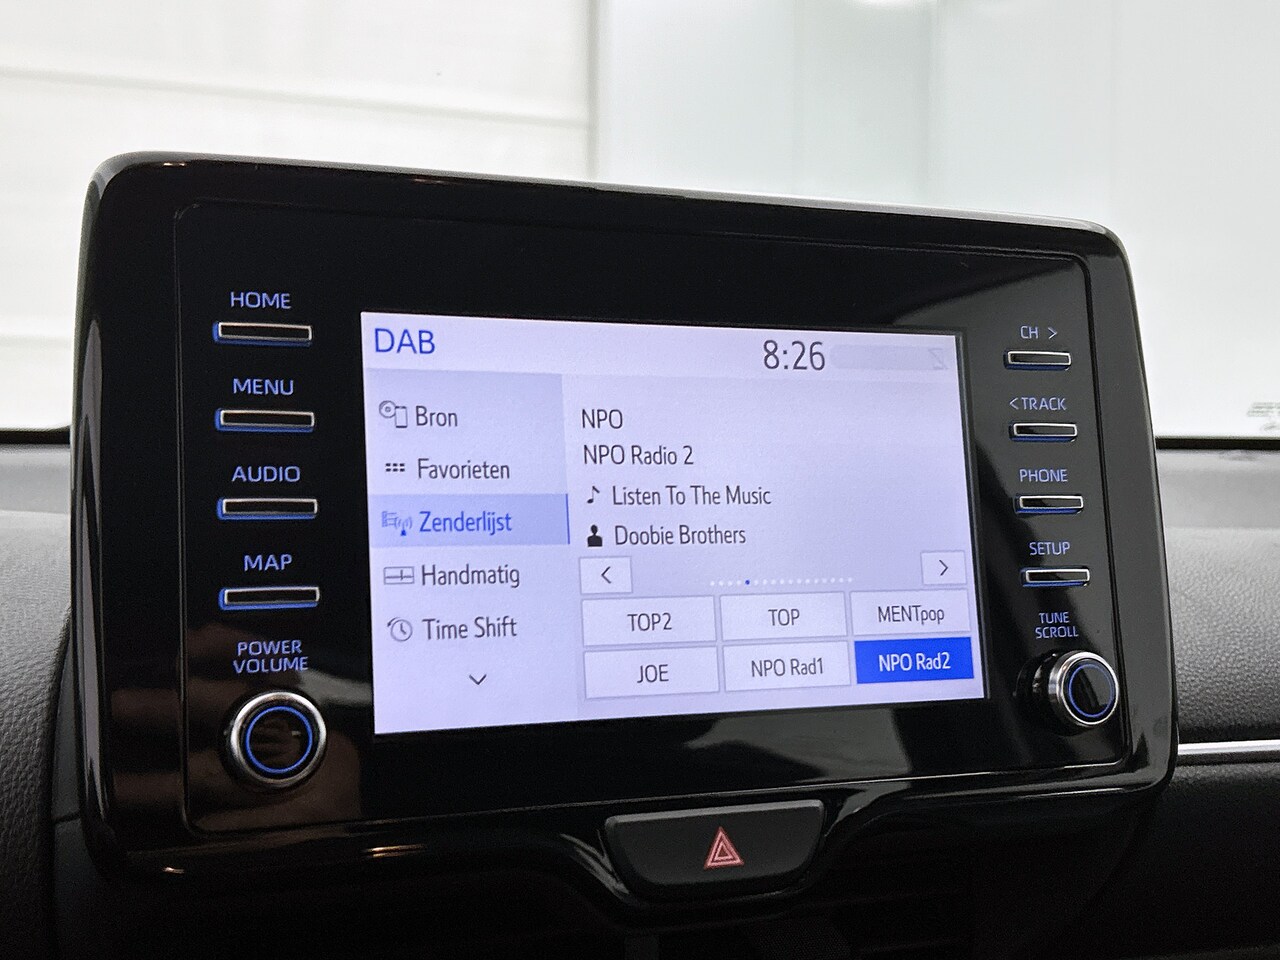 HOME
MENU
AUDIO
MAP
POWER
VOLUME
DAB
8:26
Bron
Favorieten
Zenderlijst
Handmatig
Time Shift
NPO
NPO Radio 2
Listen To The Music
Doobie Brothers
< >
TOP2 TOP MENTpop
JOE NPO Rad1 NPO Rad2
CH >
< TRACK
PHONE
SETUP
TUNE
SCROLL